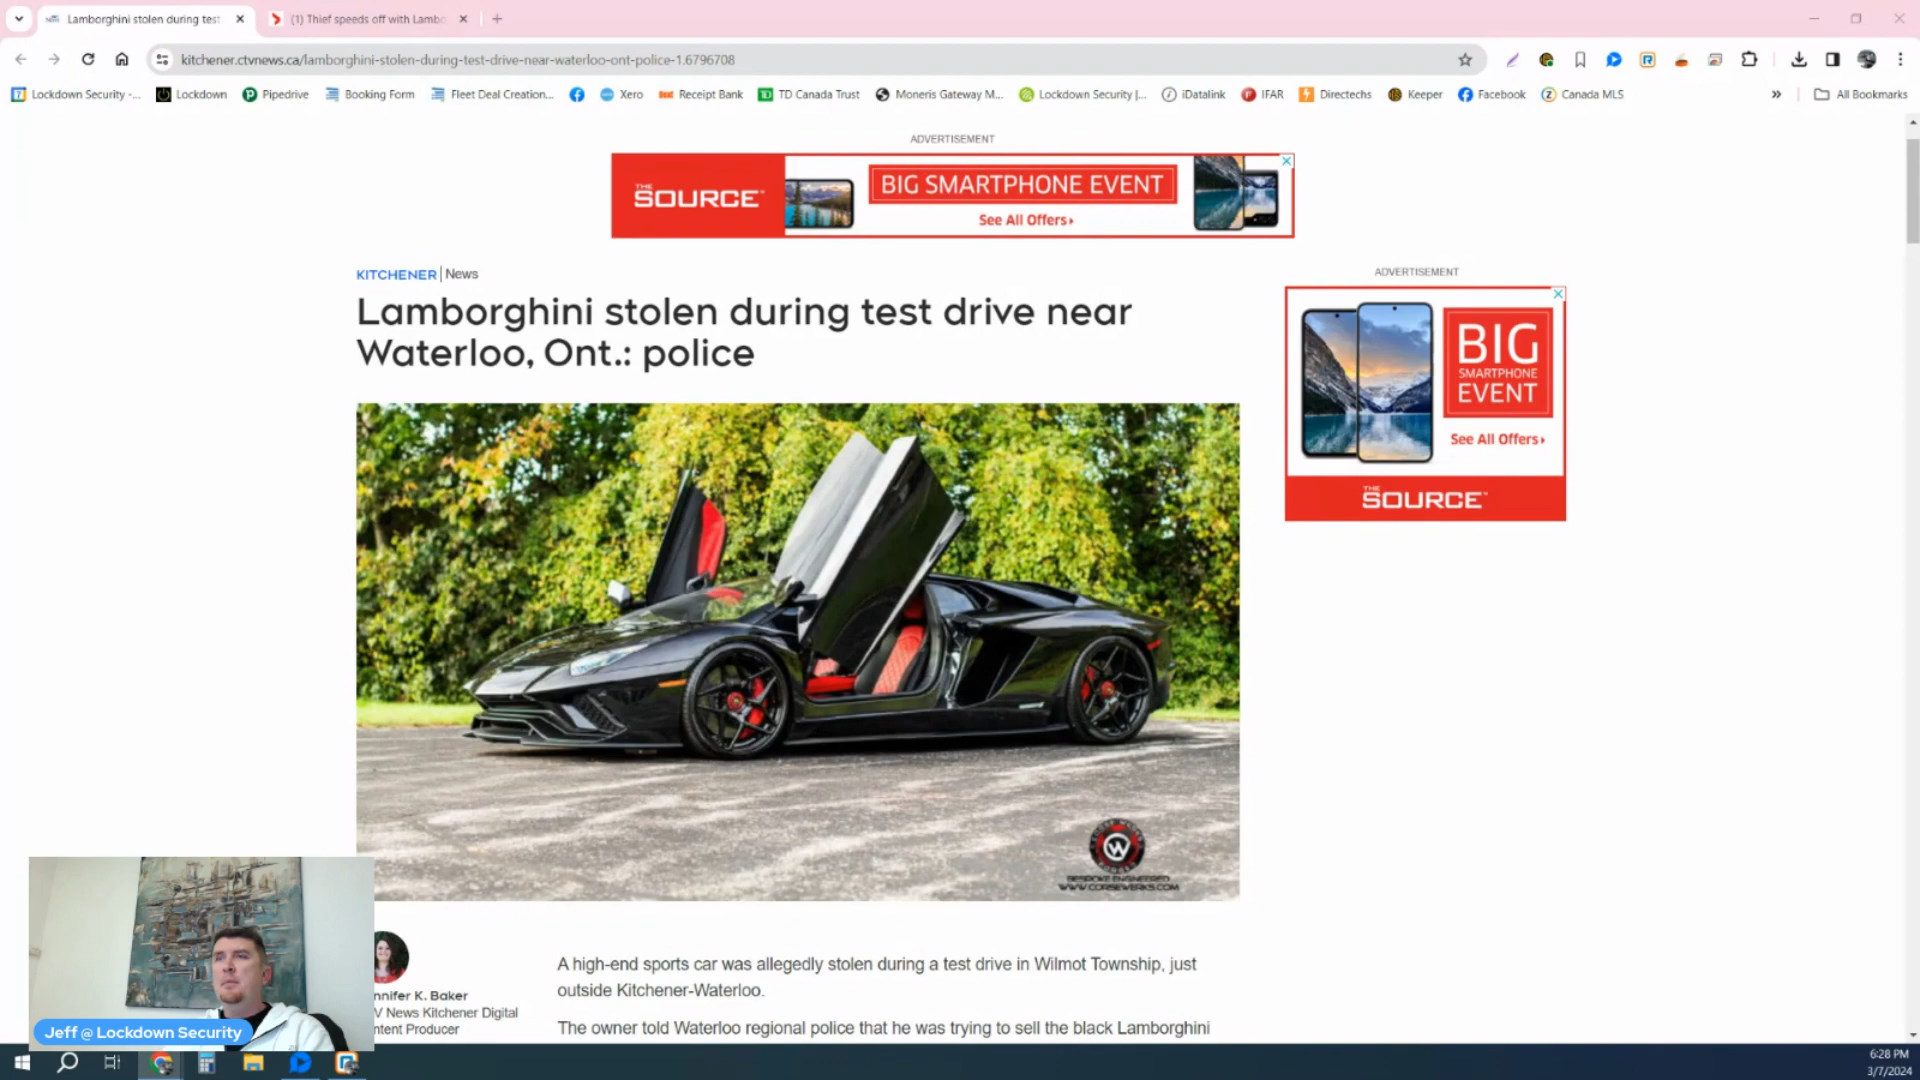 Lamborghini stolen during test
(1) Thief speeds off with Lambo
kitchener.ctvnews.ca/lamborghini-stolen-during-test-drive-near-waterloo-ont-police-1.6796708
Lockdown Security -...
Lockdown
Pipedrive
Booking Form
Fleet Deal Creation...
Xero
Receipt Bank
TD Canada Trust
Moneris Gateway M...
Lockdown Security |...
iDatalink
IFAR
Directechs
Keeper
Facebook
Canada MLS
»
All Bookmarks
ADVERTISEMENT
THE SOURCE
BIG SMARTPHONE EVENT
See All Offers
KITCHENER | News
Lamborghini stolen during test drive near
Waterloo, Ont.: police
ADVERTISEMENT
BIG
SMARTPHONE
EVENT
See All Offers
THE SOURCE
BESPOKE ENGINEERED
WWW.CORSEWERKS.COM
nnifer K. Baker
V News Kitchener Digital
ntent Producer
A high-end sports car was allegedly stolen during a test drive in Wilmot Township, just
outside Kitchener-Waterloo.
The owner told Waterloo regional police that he was trying to sell the black Lamborghini
Jeff @ Lockdown Security
6:28 PM
3/7/2024